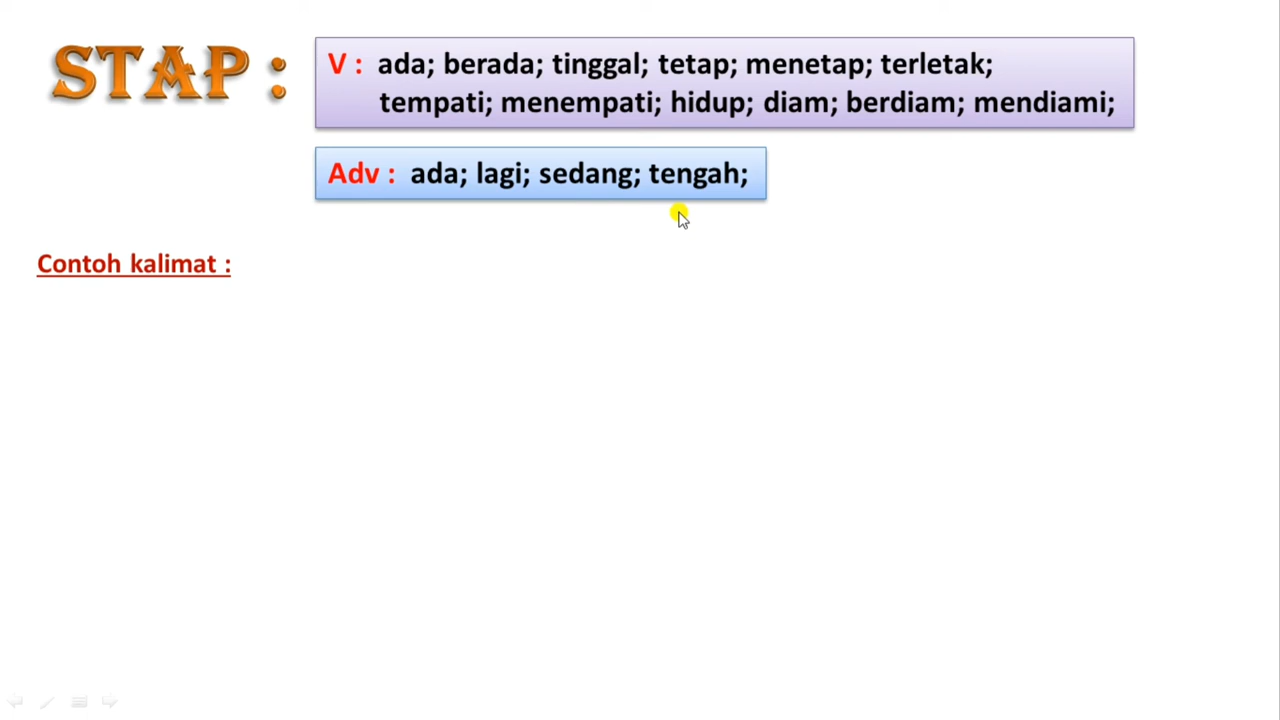 STAP :
V : ada; berada; tinggal; tetap; menetap; terletak;
tempati; menempati; hidup; diam; berdiam; mendiami;
Adv : ada; lagi; sedang; tengah;
Contoh kalimat :